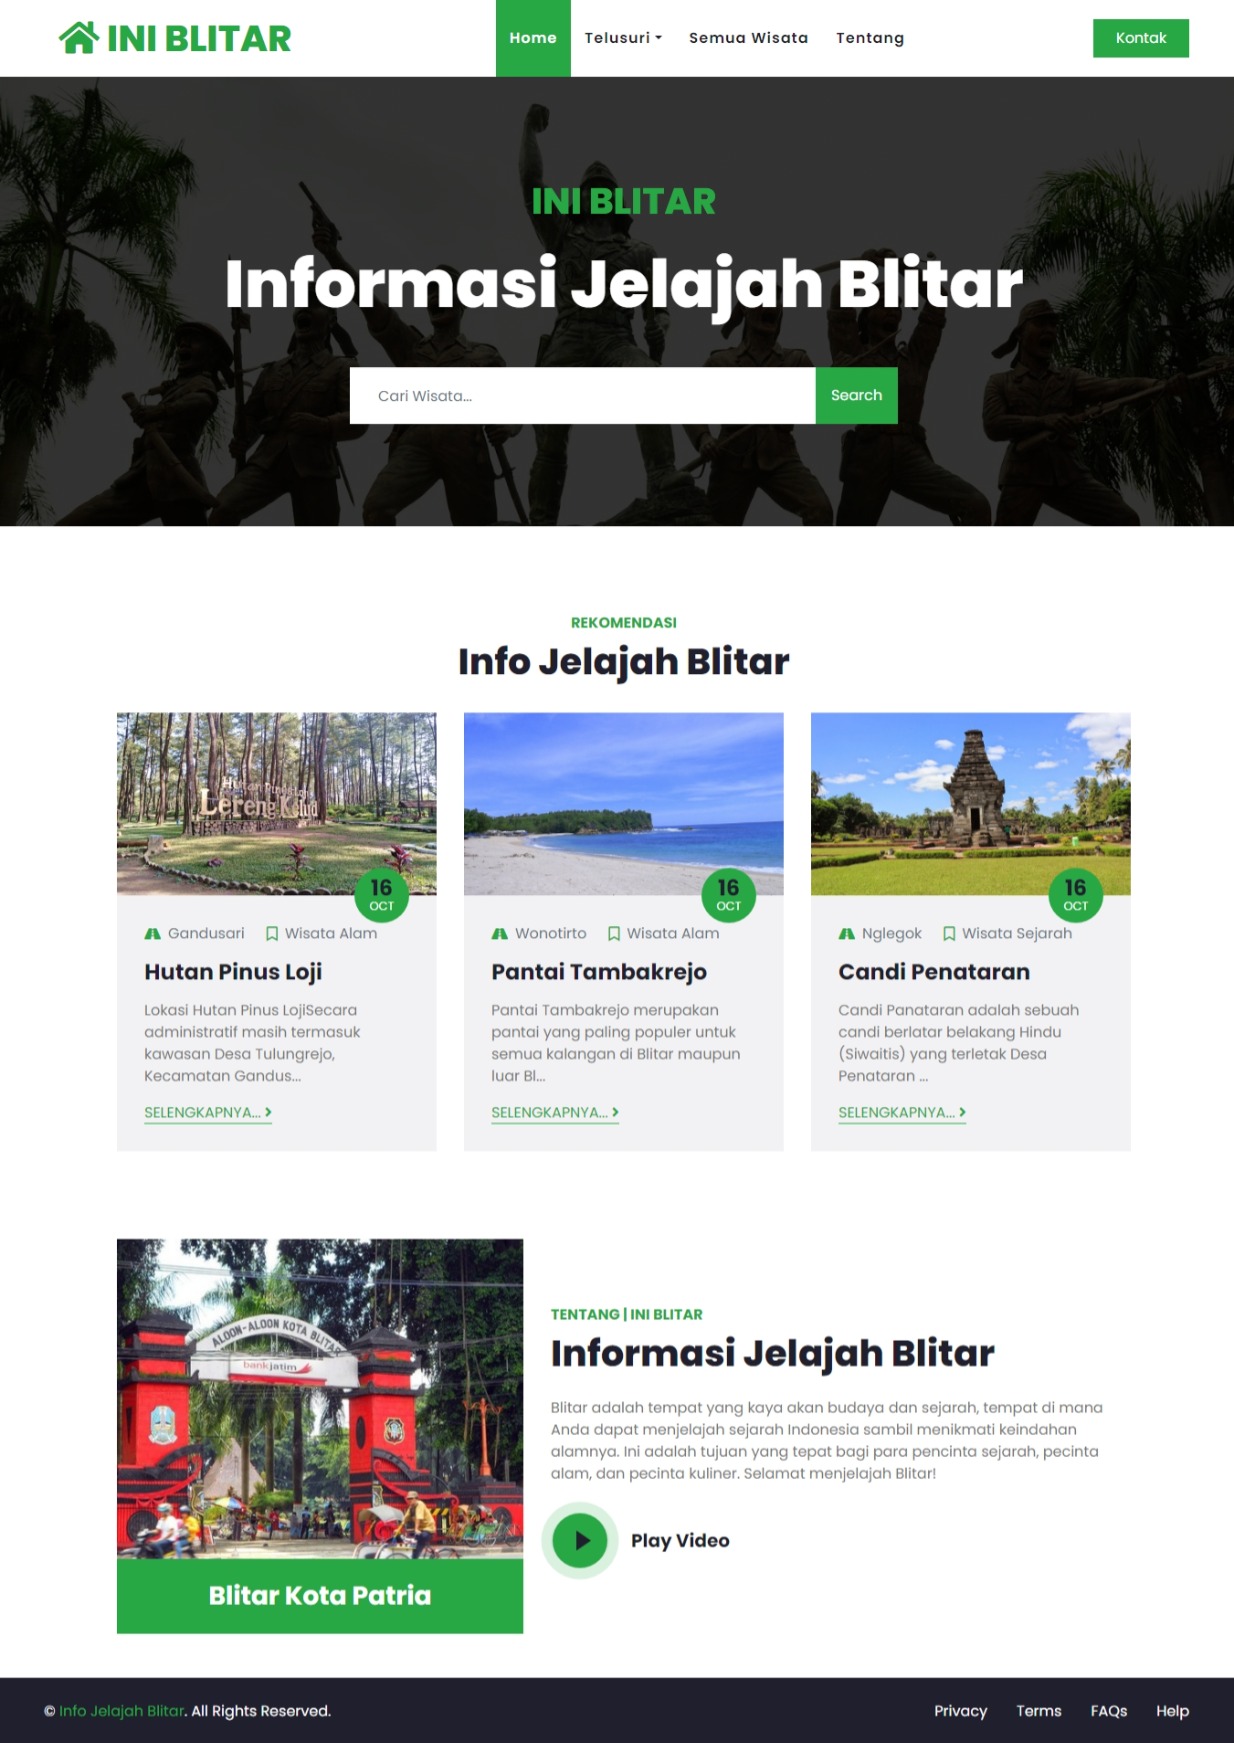 INI BLITAR
Home
Telusuri
Semua Wisata
Tentang
Kontak
INI BLITAR
Informasi Jelajah Blitar
Cari Wisata...
Search
REKOMENDASI
Info Jelajah Blitar
Lereng Kelud
16
OCT
Gandusari
Wisata Alam
Hutan Pinus Loji
Lokasi Hutan Pinus LojiSecara
administratif masih termasuk
kawasan Desa Tulungrejo,
Kecamatan Gandus...
SELENGKAPNYA...
16
OCT
Wonotirto
Wisata Alam
Pantai Tambakrejo
Pantai Tambakrejo merupakan
pantai yang paling populer untuk
semua kalangan di Blitar maupun
luar Bl...
SELENGKAPNYA...
16
OCT
Nglegok
Wisata Sejarah
Candi Penataran
Candi Panataran adalah sebuah
candi berlatar belakang Hindu
(Siwaitis) yang terletak Desa
Penataran ...
SELENGKAPNYA...
ALOON-ALOON KOTA BLITAR
bankjatim
Blitar Kota Patria
TENTANG | INI BLITAR
Informasi Jelajah Blitar
Blitar adalah tempat yang kaya akan budaya dan sejarah, tempat di mana
Anda dapat menjelajah sejarah Indonesia sambil menikmati keindahan
alamnya. Ini adalah tujuan yang tepat bagi para pencinta sejarah, pecinta
alam, dan pecinta kuliner. Selamat menjelajah Blitar!
Play Video
© Info Jelajah Blitar. All Rights Reserved.
Privacy
Terms
FAQs
Help